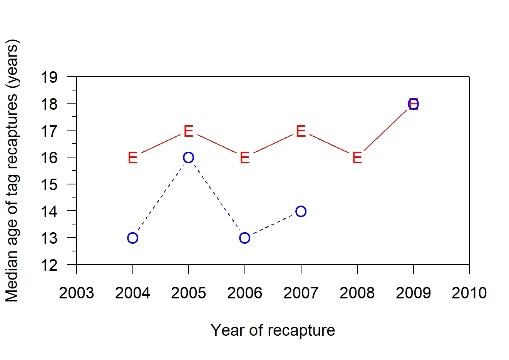 Median age of tag recaptures (years)
19
18
17
16
15
14
13
12
E
E
E
E
E
E
O
O
O
O
O
2003 2004 2005 2006 2007 2008 2009 2010
Year of recapture